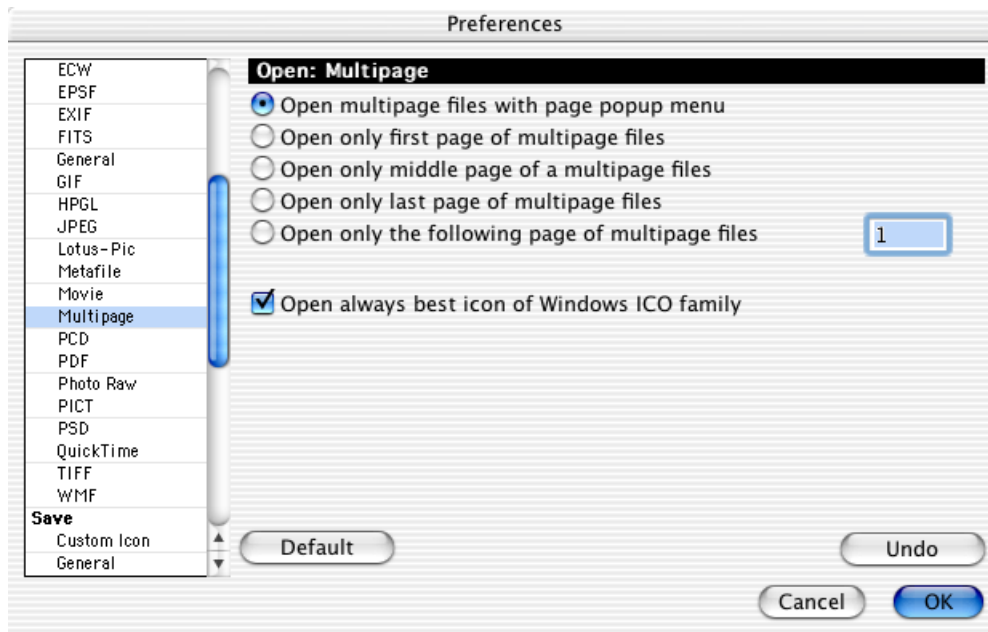 Preferences
ECW
EPSF
EXIF
FITS
General
GIF
HPGL
JPEG
Lotus-Pic
Metafile
Movie
Multipage
PCD
PDF
Photo Raw
PICT
PSD
QuickTime
TIFF
WMF
Save
Custom Icon
General
Open: Multipage
Open multipage files with page popup menu
Open only first page of multipage files
Open only middle page of a multipage files
Open only last page of multipage files
Open only the following page of multipage files 1
Open always best icon of Windows ICO family
Default Undo
Cancel OK